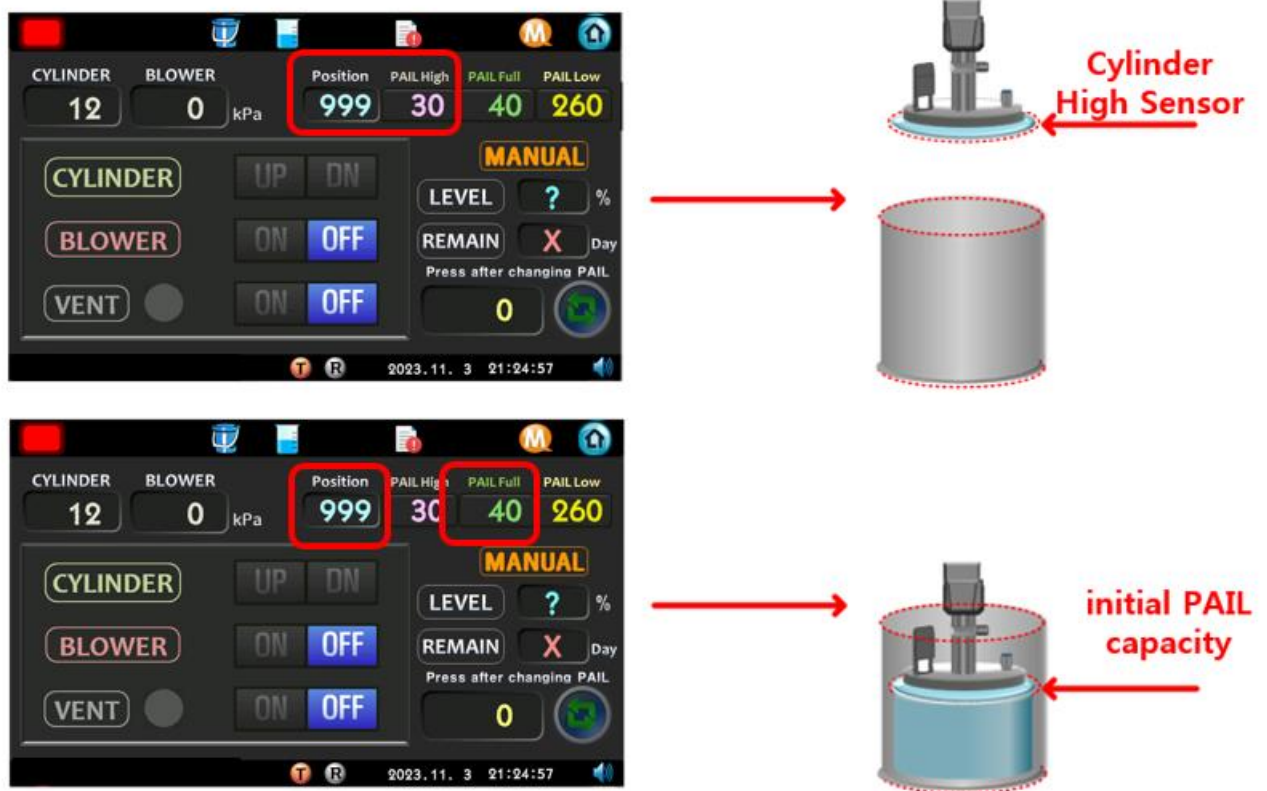 M
CYLINDER BLOWER Position PAIL High PAIL Full PAIL Low
12 0 kPa 999 30 40 260
MANUAL
CYLINDER UP DN
LEVEL ? %
BLOWER ON OFF
REMAIN X Day
Press after changing PAIL
VENT ON OFF
0
T R 2023.11. 3 21:24:57
Cylinder
High Sensor
M
CYLINDER BLOWER Position PAIL High PAIL Full PAIL Low
12 0 kPa 999 30 40 260
MANUAL
CYLINDER UP DN
LEVEL ? %
BLOWER ON OFF
REMAIN X Day
Press after changing PAIL
VENT ON OFF
0
T R 2023.11. 3 21:24:57
initial PAIL
capacity